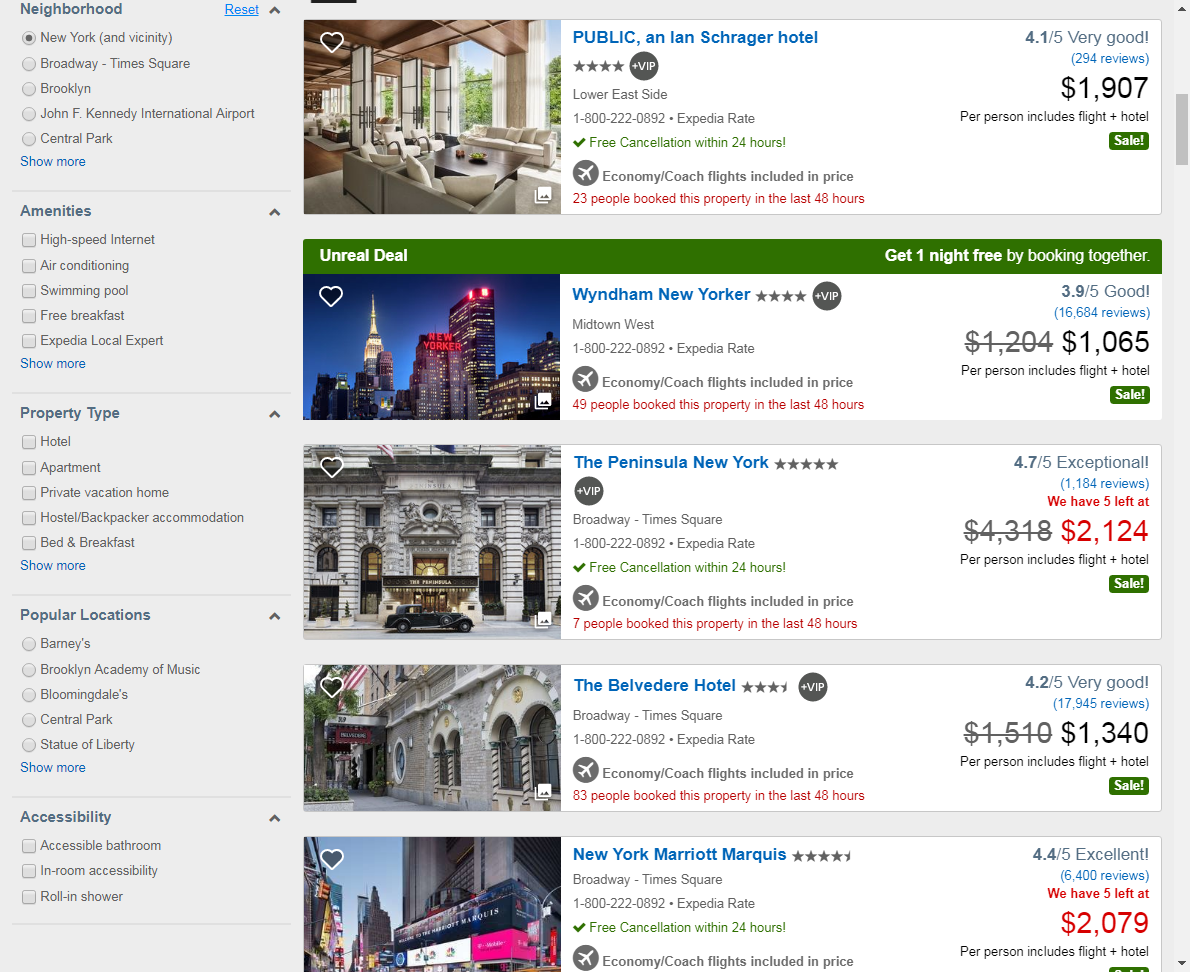 Neighborhood Reset
New York (and vicinity)
Broadway - Times Square
Brooklyn
John F. Kennedy International Airport
Central Park
Show more
Amenities
High-speed Internet
Air conditioning
Swimming pool
Free breakfast
Expedia Local Expert
Show more
Property Type
Hotel
Apartment
Private vacation home
Hostel/Backpacker accommodation
Bed & Breakfast
Show more
Popular Locations
Barney's
Brooklyn Academy of Music
Bloomingdale's
Central Park
Statue of Liberty
Show more
Accessibility
Accessible bathroom
In-room accessibility
Roll-in shower
PUBLIC, an Ian Schrager hotel
+VIP
Lower East Side
1-800-222-0892 • Expedia Rate
Free Cancellation within 24 hours!
Economy/Coach flights included in price
23 people booked this property in the last 48 hours
4.1/5 Very good!
(294 reviews)
$1,907
Per person includes flight + hotel
Sale!
Unreal Deal
Get 1 night free by booking together.
NEW
YORKER
Wyndham New Yorker +VIP
Midtown West
1-800-222-0892 • Expedia Rate
Economy/Coach flights included in price
49 people booked this property in the last 48 hours
3.9/5 Good!
(16,684 reviews)
$1,204 $1,065
Per person includes flight + hotel
Sale!
THE PENINSULA
The Peninsula New York
+VIP
Broadway - Times Square
1-800-222-0892 • Expedia Rate
Free Cancellation within 24 hours!
Economy/Coach flights included in price
7 people booked this property in the last 48 hours
4.7/5 Exceptional!
(1,184 reviews)
We have 5 left at
$4,318 $2,124
Per person includes flight + hotel
Sale!
BELVEDERE
The Belvedere Hotel +VIP
Broadway - Times Square
1-800-222-0892 • Expedia Rate
Economy/Coach flights included in price
83 people booked this property in the last 48 hours
4.2/5 Very good!
(17,945 reviews)
$1,510 $1,340
Per person includes flight + hotel
Sale!
WELCOME TO THE MARRIOTT MARQUIS
T-Mobile
New York Marriott Marquis
Broadway - Times Square
1-800-222-0892 • Expedia Rate
Free Cancellation within 24 hours!
Economy/Coach flights included in price
4.4/5 Excellent!
(6,400 reviews)
We have 5 left at
$2,079
Per person includes flight + hotel
Sale!